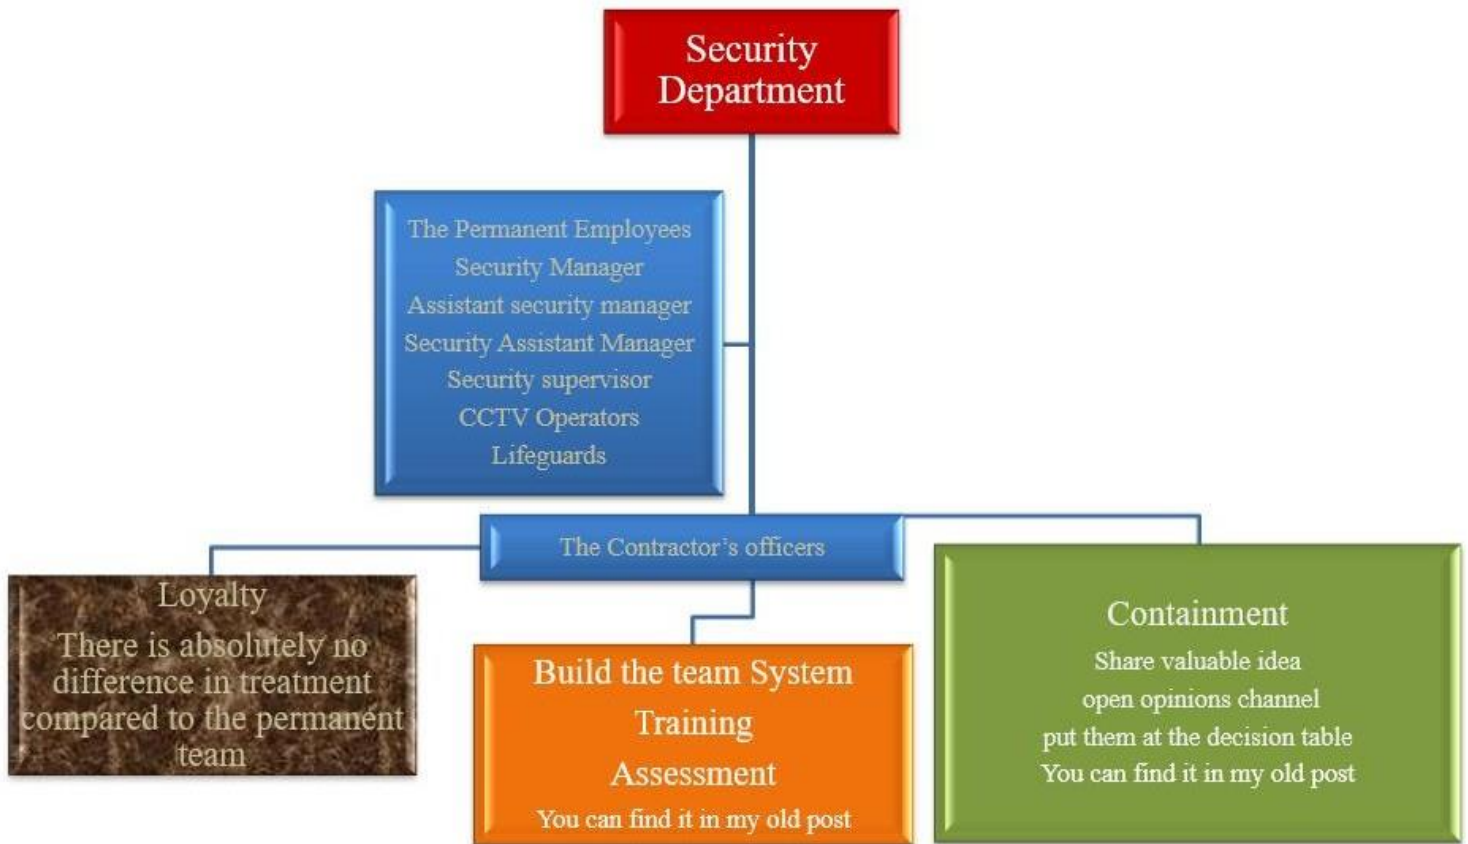 Security
Department
The Permanent Employees
Security Manager
Assistant security manager
Security Assistant Manager
Security supervisor
CCTV Operators
Lifeguards
The Contractor’s officers
Loyalty
There is absolutely no
difference in treatment
compared to the permanent
team
Build the team System
Training
Assessment
You can find it in my old post
Containment
Share valuable idea
open opinions channel
put them at the decision table
You can find it in my old post